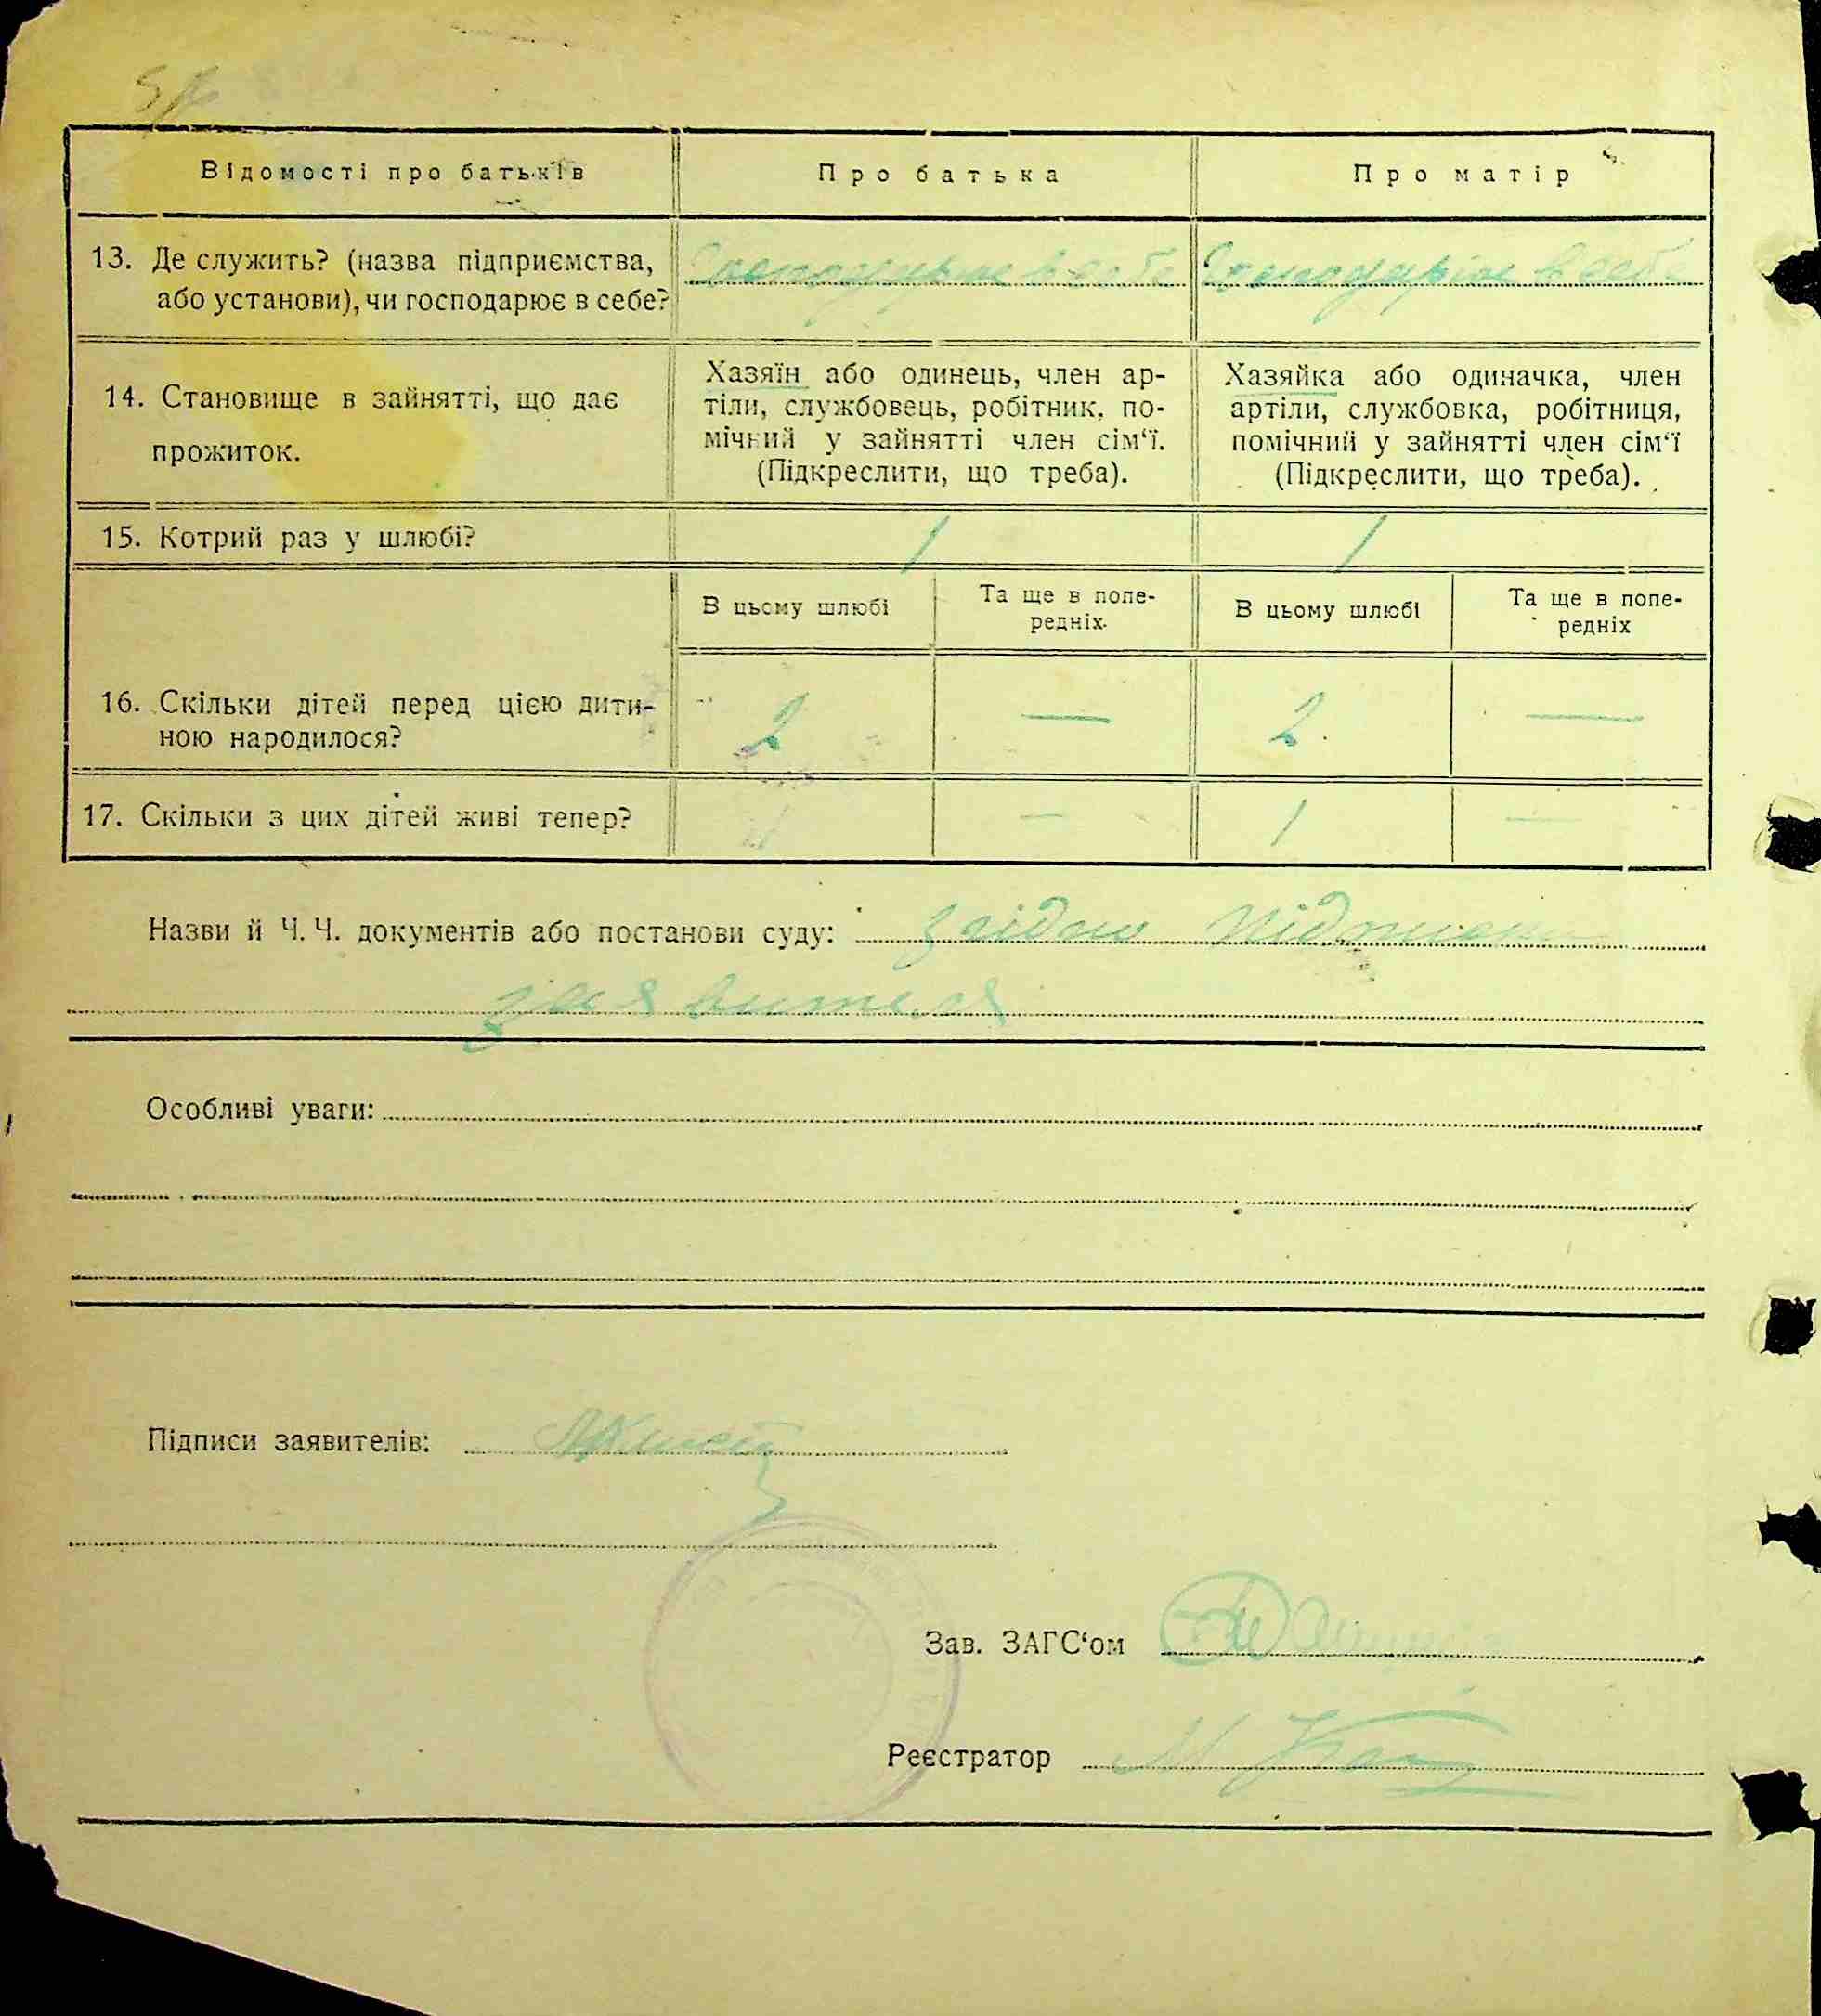 Відомості про батьків
Про батька
Про матір
13. Де служить? (назва підприємства,
або установи), чи господарює в себе?
Господарює в себе
Господарює в себе
14. Становище в зайнятті, що дає
прожиток.
Хазяїн або одинець, член ар-
тіли, службовець, робітник, по-
мічний у зайнятті член сім‘ї.
(Підкреслити, що треба).
Хазяйка або одиначка, член
артіли, службовка, робітниця,
помічний у зайнятті член сім‘ї
(Підкреслити, що треба).
15. Котрий раз у шлюбі?
1
1
В цьому шлюбі
Та ще в попе-
редніх.
В цьому шлюбі
Та ще в попе-
редніх
16. Скільки дітей перед цією дити-
ною народилося?
2
—
2
—
17. Скільки з цих дітей живі тепер?
1
—
1
—
Назви й Ч. Ч. документів або постанови суду: згідно
заявителя
Особливі уваги:
Підписи заявителів:
Зав. ЗАГС‘ом
Реєстратор М.